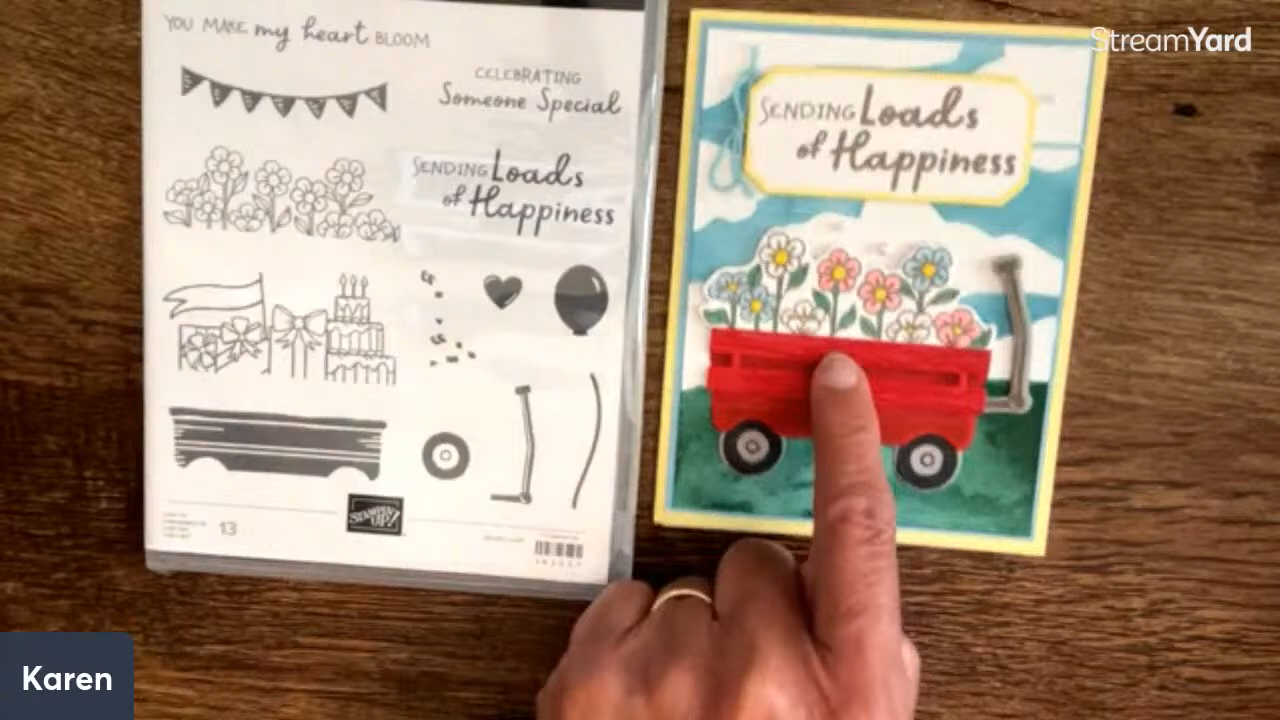 StreamYard
YOU MAKE my heart BLOOM
CELEBRATING
Someone Special
SENDING Loads
of Happiness
STAMPIN'
UP!
13
SENDING Loads
of Happiness
Karen